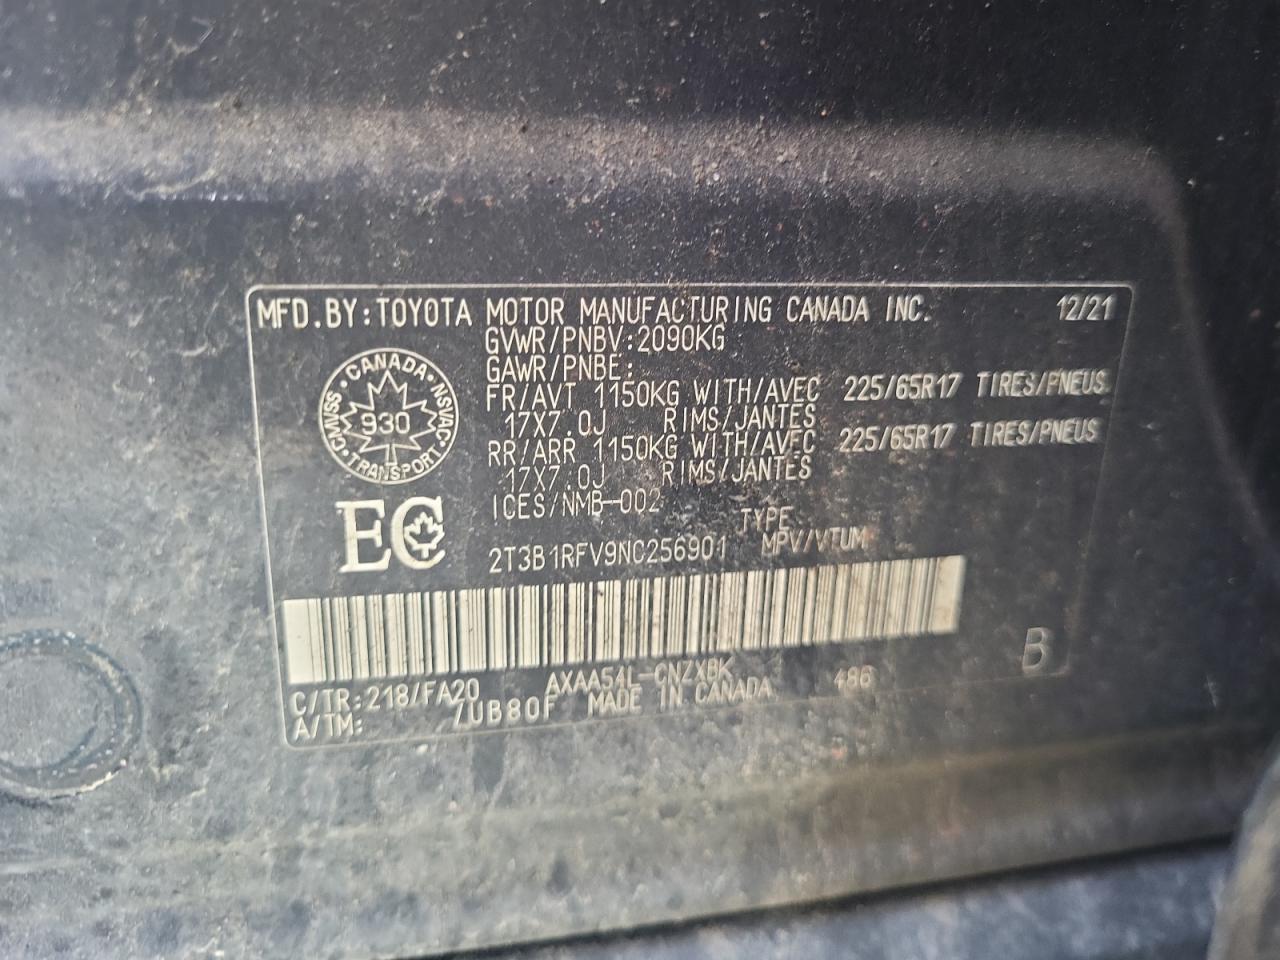 MFD.BY:TOYOTA MOTOR MANUFACTURING CANADA INC. 12/21
GVWR/PNBV:2090KG
GAWR/PNBE:
FR/AVT 1150KG WITH/AVEC 225/65R17 TIRES/PNEUS
17X7.0J RIMS/JANTES
RR/ARR 1150KG WITH/AVEC 225/65R17 TIRES/PNEUS
17X7.0J RIMS/JANTES
ICES/NMB-002
CANADA · NSVAC · TRANSPORT · CMVSS ·
930
EC
TYPE
2T3B1RFV9NC256901 MPV/VTUM
B
C/TR:218/FA20 AXAA54L-CNZXBK 486
A/TM: /UB80F MADE IN CANADA